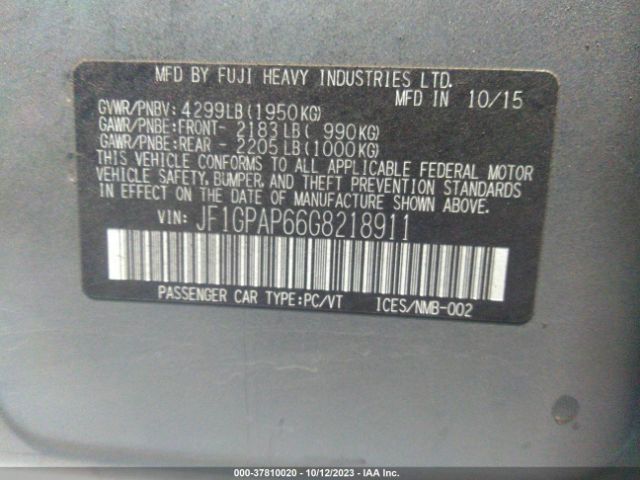 MFD BY FUJI HEAVY INDUSTRIES LTD.
MFD IN 10/15
GVWR/PNBV: 4299LB(1950KG)
GAWR/PNBE:FRONT- 2183LB( 990KG)
GAWR/PNBE:REAR - 2205LB(1000KG)
THIS VEHICLE CONFORMS TO ALL APPLICABLE FEDERAL MOTOR
VEHICLE SAFETY, BUMPER, AND THEFT PREVENTION STANDARDS
IN EFFECT ON THE DATE OF MANUFACTURE SHOWN ABOVE.
VIN: JF1GPAP66G8218911
PASSENGER CAR TYPE:PC/VT ICES/NMB-002
000-37810020 - 10/12/2023 - IAA Inc.